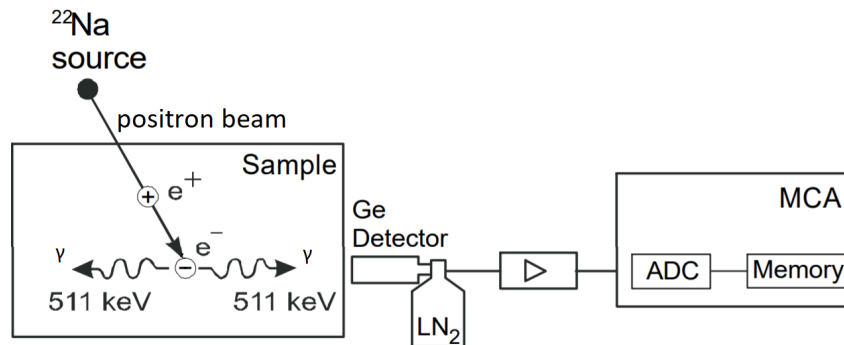 ²²Na
source
positron beam
Sample
+ e⁺
e⁻
−
γ
γ
511 keV
511 keV
Ge
Detector
LN₂
MCA
ADC
Memory